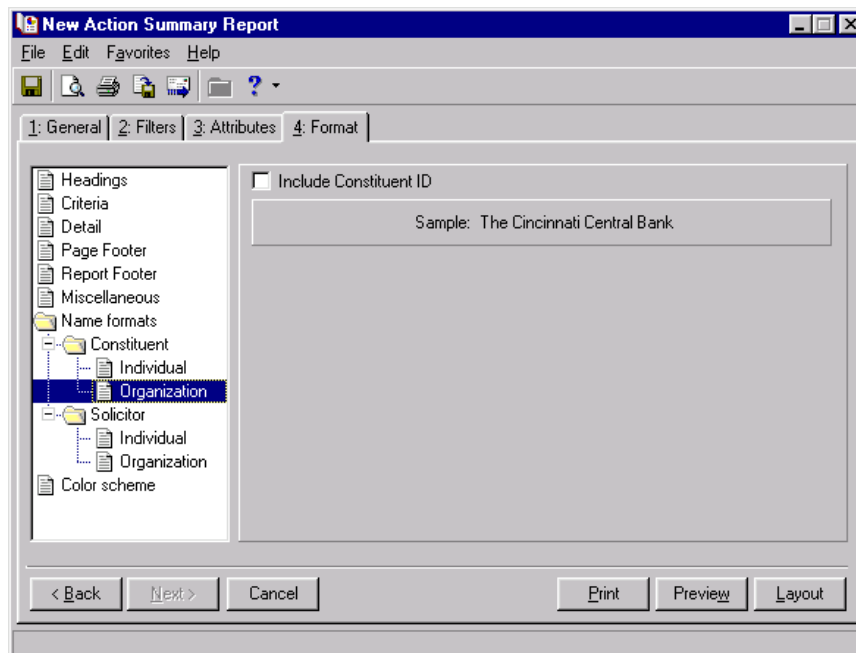 New Action Summary Report
File Edit Favorites Help
?
1: General 2: Filters 3: Attributes 4: Format
Headings
Criteria
Detail
Page Footer
Report Footer
Miscellaneous
Name formats
Constituent
Individual
Organization
Solicitor
Individual
Organization
Color scheme
Include Constituent ID
Sample: The Cincinnati Central Bank
< Back Next > Cancel Print Preview Layout